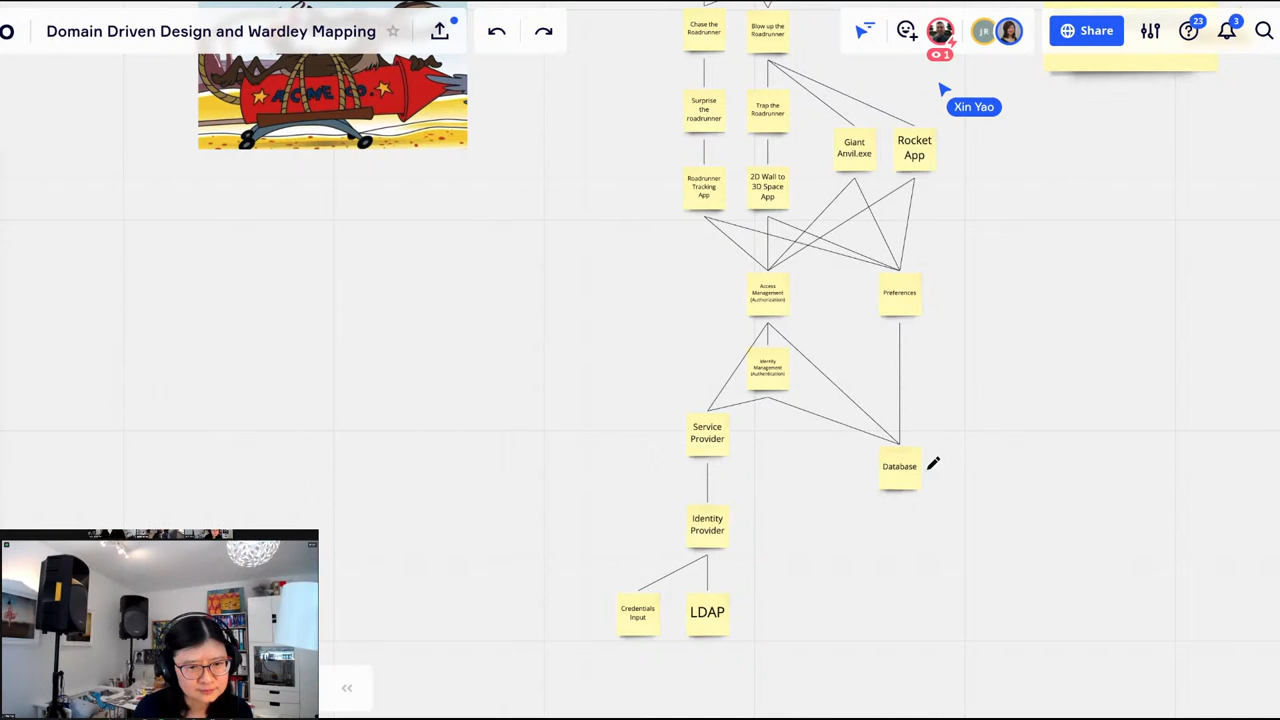 Domain Driven Design and Wardley Mapping
JR
1
Share
23
3
Xin Yao
ACME CO.
Chase the
Roadrunner
Blow up the
Roadrunner
Surprise
the
roadrunner
Trap the
Roadrunner
Giant
Anvil.exe
Rocket
App
Roadrunner
Tracking
App
2D Wall to
3D Space
App
Access
Management
(Authorization)
Preferences
Identity
Management
(Authentication)
Service
Provider
Database
Identity
Provider
Credentials
Input
LDAP